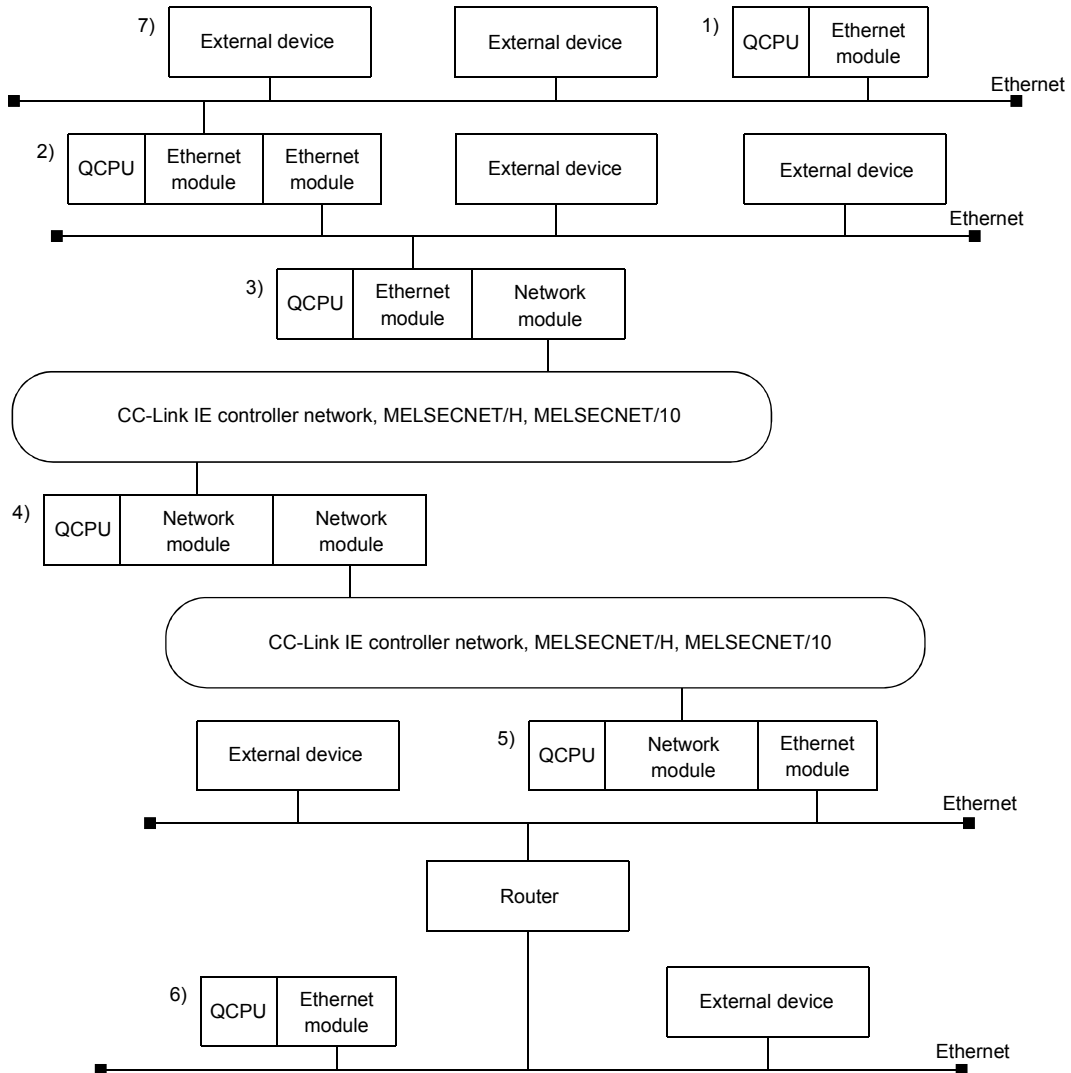 7)
External device
External device
1)
QCPU
Ethernet
module
Ethernet
2)
QCPU
Ethernet
module
Ethernet
module
External device
External device
Ethernet
3)
QCPU
Ethernet
module
Network
module
CC-Link IE controller network, MELSECNET/H, MELSECNET/10
4)
QCPU
Network
module
Network
module
CC-Link IE controller network, MELSECNET/H, MELSECNET/10
External device
5)
QCPU
Network
module
Ethernet
module
Ethernet
Router
6)
QCPU
Ethernet
module
External device
Ethernet